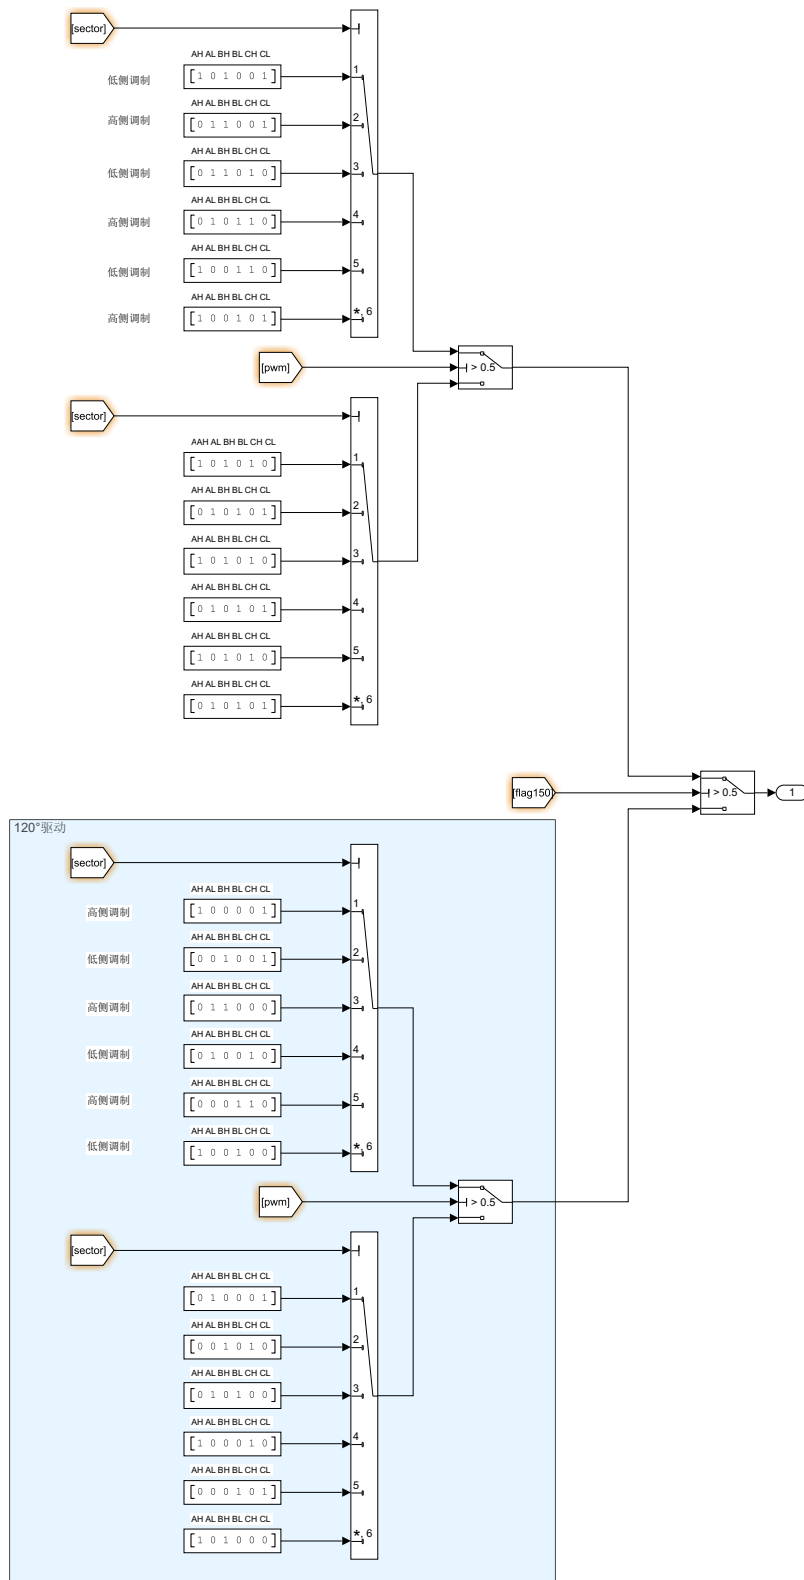 [sector]
AH AL BH BL CH CL
低侧调制
[1 0 1 0 0 1]
1
AH AL BH BL CH CL
高侧调制
[0 1 1 0 0 1]
2
AH AL BH BL CH CL
低侧调制
[0 1 1 0 1 0]
3
AH AL BH BL CH CL
高侧调制
[0 1 0 1 1 0]
4
AH AL BH BL CH CL
低侧调制
[1 0 0 1 1 0]
5
AH AL BH BL CH CL
高侧调制
[1 0 0 1 0 1]
*, 6
[pwm]
> 0.5
[sector]
AAH AL BH BL CH CL
[1 0 1 0 1 0]
1
AH AL BH BL CH CL
[0 1 0 1 0 1]
2
AH AL BH BL CH CL
[1 0 1 0 1 0]
3
AH AL BH BL CH CL
[0 1 0 1 0 1]
4
AH AL BH BL CH CL
[1 0 1 0 1 0]
5
AH AL BH BL CH CL
[0 1 0 1 0 1]
*, 6
[flag150]
> 0.5
1
120°驱动
[sector]
AH AL BH BL CH CL
高侧调制
[1 0 0 0 0 1]
1
AH AL BH BL CH CL
低侧调制
[0 0 1 0 0 1]
2
AH AL BH BL CH CL
高侧调制
[0 1 1 0 0 0]
3
AH AL BH BL CH CL
低侧调制
[0 1 0 0 1 0]
4
AH AL BH BL CH CL
高侧调制
[0 0 0 1 1 0]
5
AH AL BH BL CH CL
低侧调制
[1 0 0 1 0 0]
*, 6
[pwm]
> 0.5
[sector]
AH AL BH BL CH CL
[0 1 0 0 0 1]
1
AH AL BH BL CH CL
[0 0 1 0 1 0]
2
AH AL BH BL CH CL
[0 1 0 1 0 0]
3
AH AL BH BL CH CL
[1 0 0 0 1 0]
4
AH AL BH BL CH CL
[0 0 0 1 0 1]
5
AH AL BH BL CH CL
[1 0 1 0 0 0]
*, 6